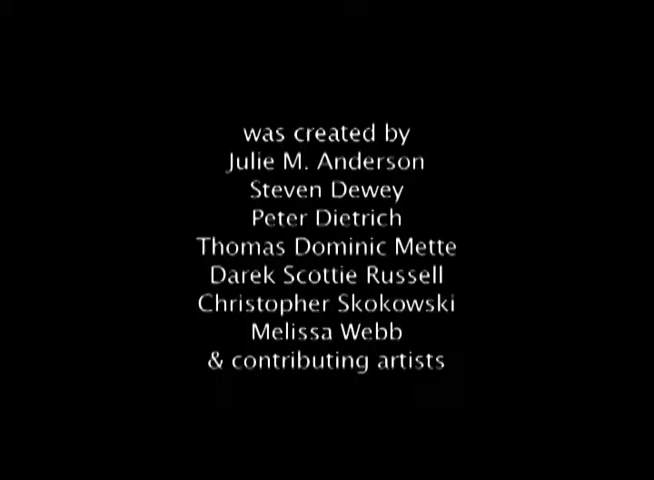 was created by
Julie M. Anderson
Steven Dewey
Peter Dietrich
Thomas Dominic Mette
Darek Scottie Russell
Christopher Skokowski
Melissa Webb
& contributing artists